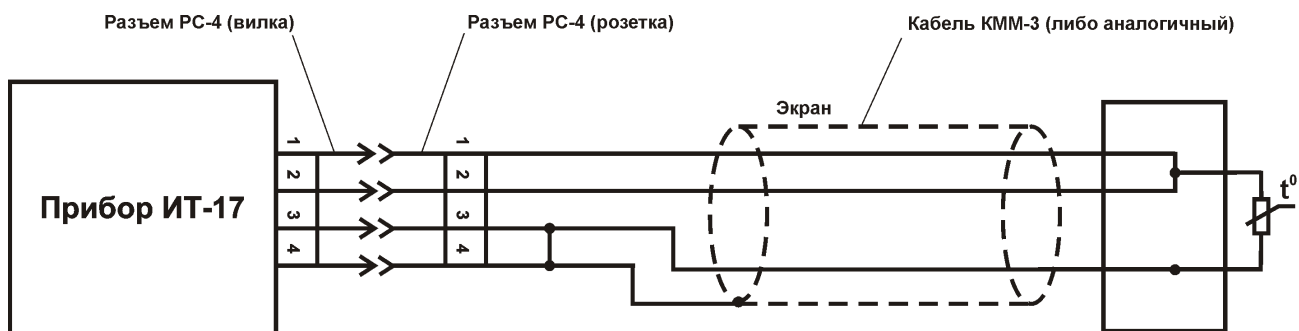 Разъем РС-4 (вилка)
Разъем РС-4 (розетка)
Кабель КММ-3 (либо аналогичный)
Экран
Прибор ИТ-17
1
2
3
4
1
2
3
4
t⁰